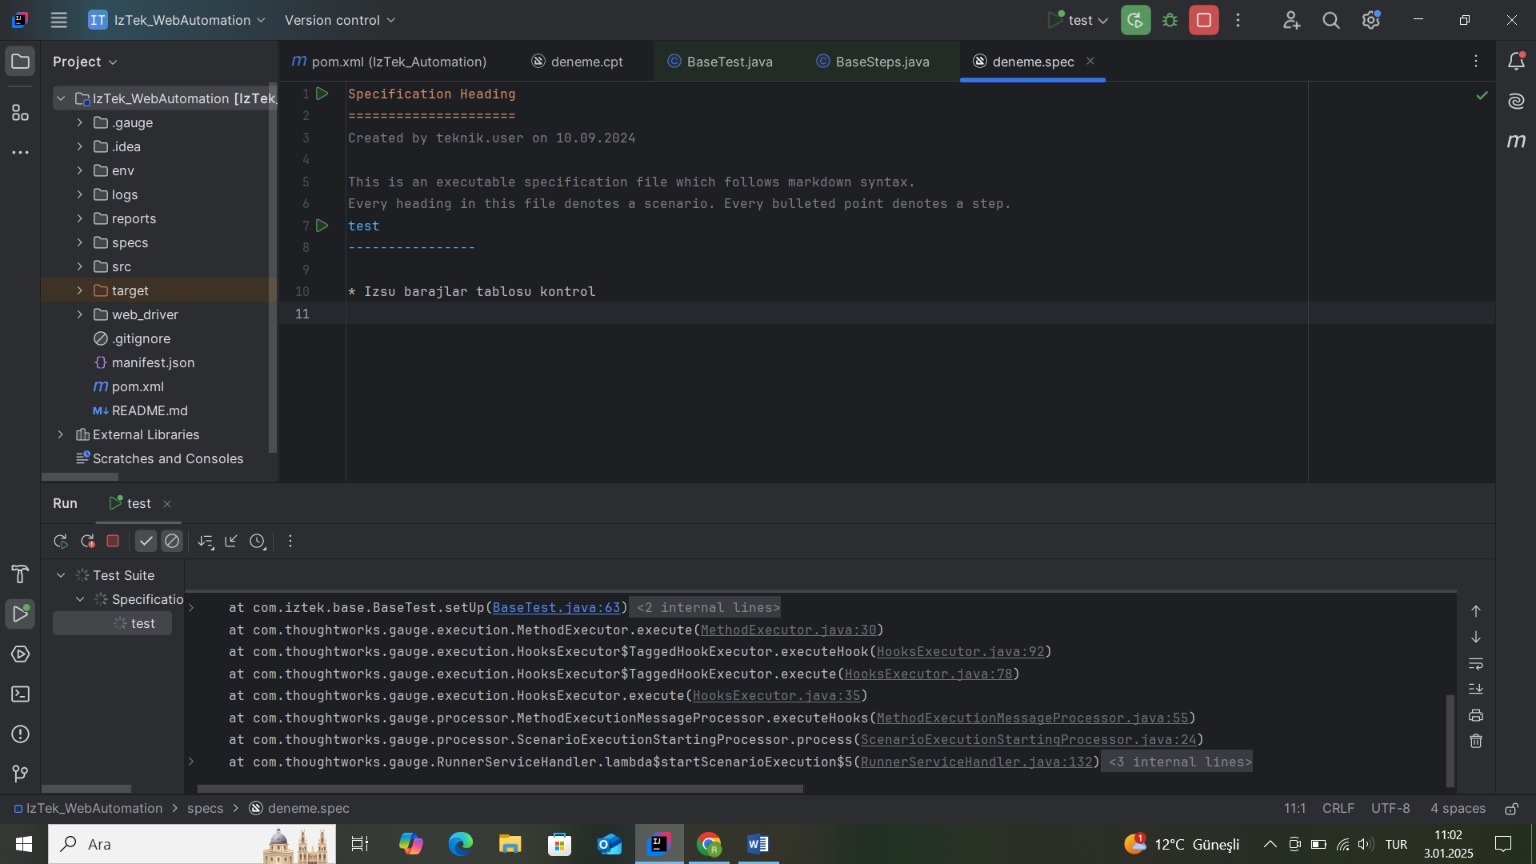 IT IzTek_WebAutomation Version control test
Project
pom.xml (IzTek_Automation) deneme.cpt BaseTest.java BaseSteps.java deneme.spec
IzTek_WebAutomation [IzTek
.gauge
.idea
env
logs
reports
specs
src
target
web_driver
.gitignore
manifest.json
pom.xml
README.md
External Libraries
Scratches and Consoles
1 Specification Heading
2 =====================
3 Created by teknik.user on 10.09.2024
4
5 This is an executable specification file which follows markdown syntax.
6 Every heading in this file denotes a scenario. Every bulleted point denotes a step.
7 test
8 ----------------
9
10 * Izsu barajlar tablosu kontrol
11
Run test
Test Suite
Specificatio
test
at com.iztek.base.BaseTest.setUp(BaseTest.java:63) <2 internal lines>
at com.thoughtworks.gauge.execution.MethodExecutor.execute(MethodExecutor.java:30)
at com.thoughtworks.gauge.execution.HooksExecutor$TaggedHookExecutor.executeHook(HooksExecutor.java:92)
at com.thoughtworks.gauge.execution.HooksExecutor$TaggedHookExecutor.execute(HooksExecutor.java:78)
at com.thoughtworks.gauge.execution.HooksExecutor.execute(HooksExecutor.java:35)
at com.thoughtworks.gauge.processor.MethodExecutionMessageProcessor.executeHooks(MethodExecutionMessageProcessor.java:55)
at com.thoughtworks.gauge.processor.ScenarioExecutionStartingProcessor.process(ScenarioExecutionStartingProcessor.java:24)
at com.thoughtworks.gauge.RunnerServiceHandler.lambda$startScenarioExecution$5(RunnerServiceHandler.java:132) <3 internal lines>
IzTek_WebAutomation > specs > deneme.spec 11:1 CRLF UTF-8 4 spaces
Ara 1 12°C Güneşli TUR 11:02
3.01.2025